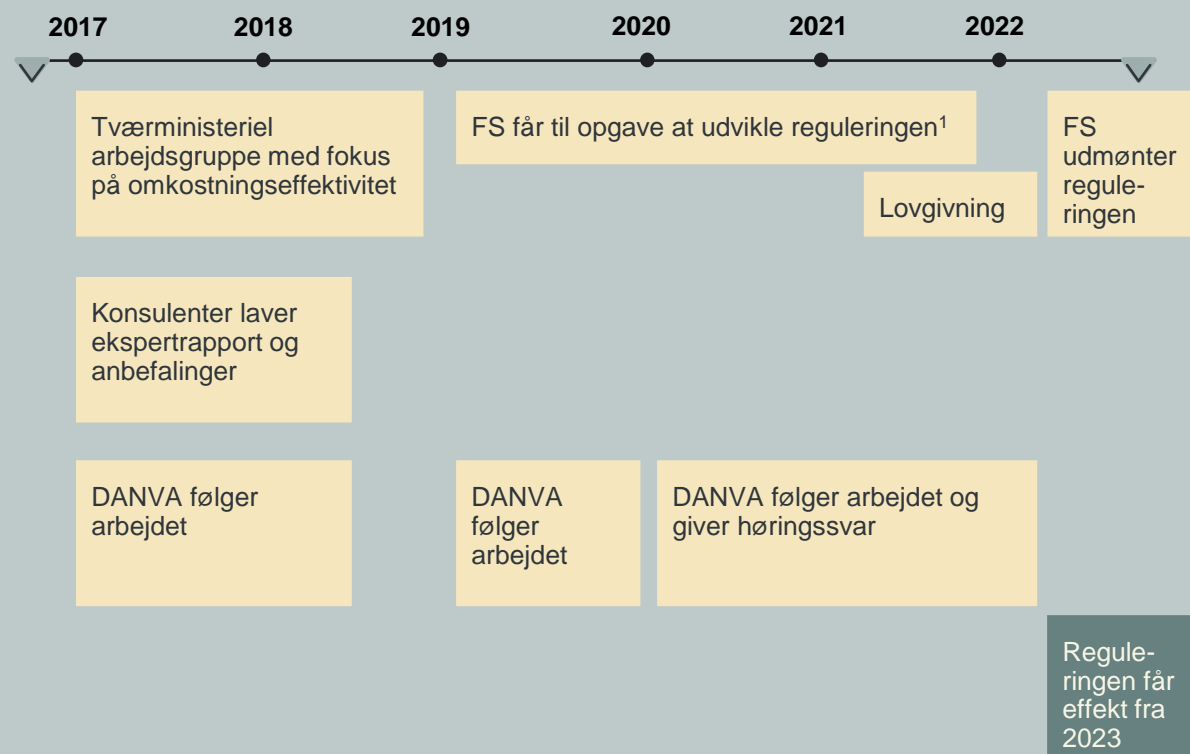 2017 2018 2019 2020 2021 2022
Tværministeriel
arbejdsgruppe med fokus
på omkostningseffektivitet
FS får til opgave at udvikle reguleringen¹
Lovgivning
FS
udmønter
regule-
ringen
Konsulenter laver
ekspertrapport og
anbefalinger
DANVA følger
arbejdet
DANVA
følger
arbejdet
DANVA følger arbejdet og
giver høringssvar
Regule-
ringen får
effekt fra
2023